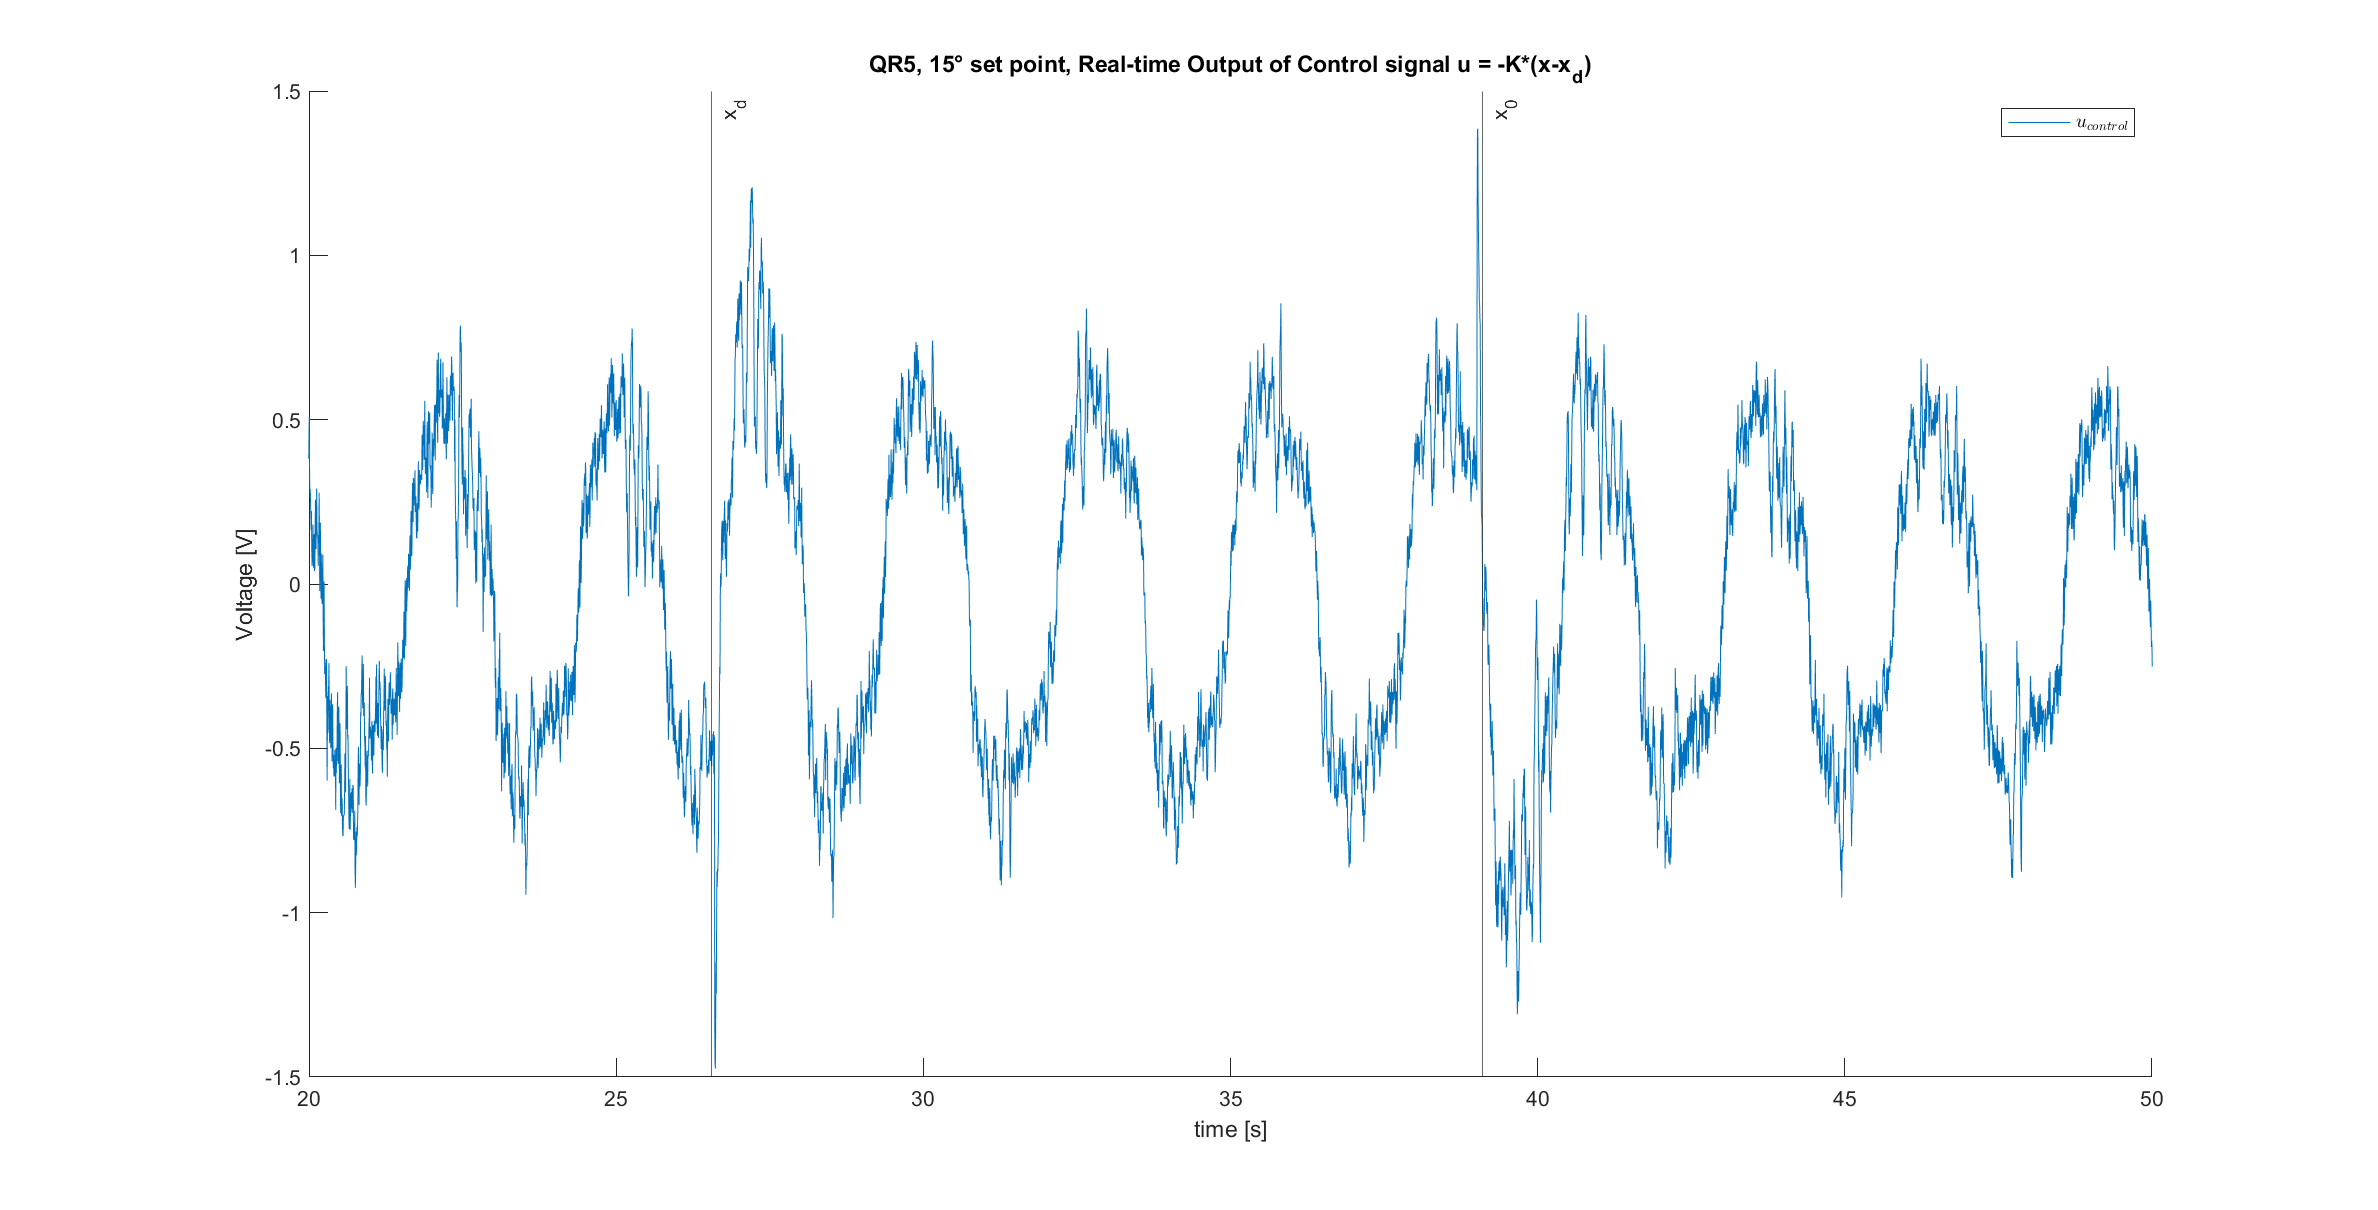 QR5, 15° set point, Real-time Output of Control signal u = -K*(x-x_d)
x_d
x_0
u_control
1.5
1
0.5
0
-0.5
-1
-1.5
Voltage [V]
20 25 30 35 40 45 50
time [s]